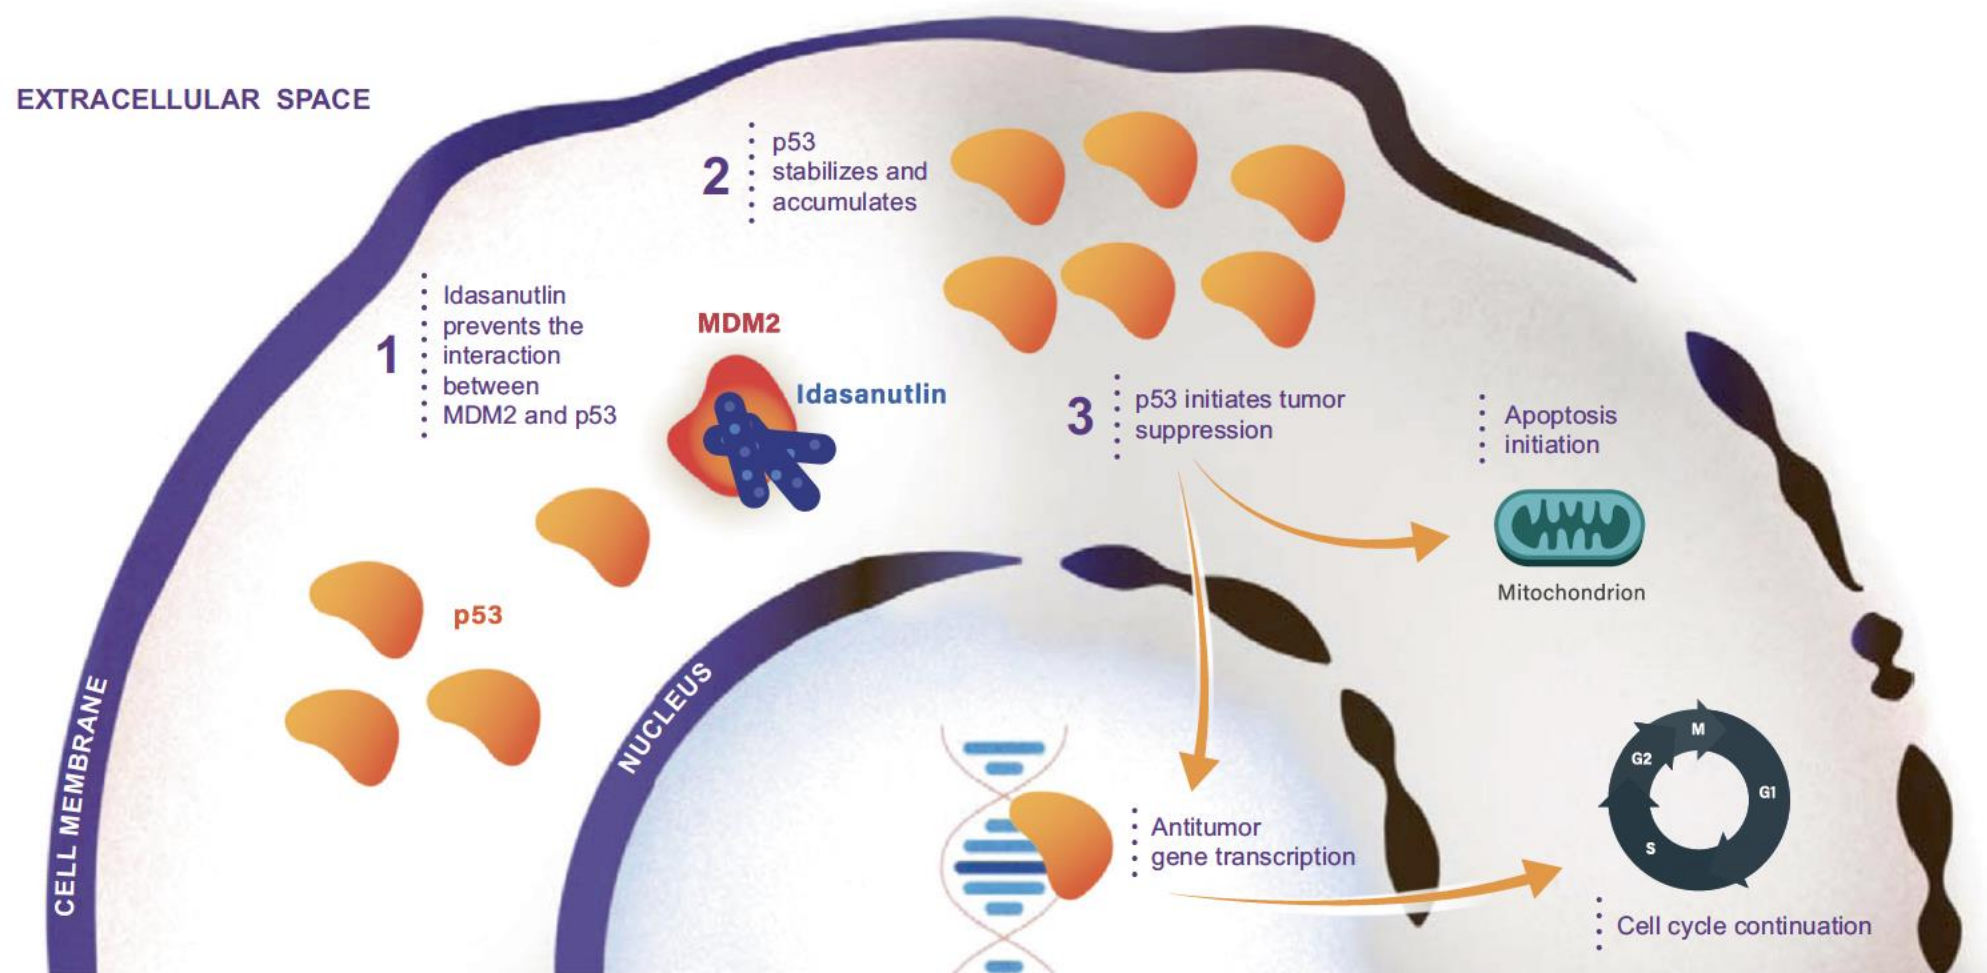 EXTRACELLULAR SPACE
2
p53
stabilizes and
accumulates
1
Idasanutlin
prevents the
interaction
between
MDM2 and p53
MDM2
Idasanutlin
3
p53 initiates tumor
suppression
Apoptosis
initiation
Mitochondrion
p53
CELL MEMBRANE
NUCLEUS
Antitumor
gene transcription
M
G2
G1
S
Cell cycle continuation